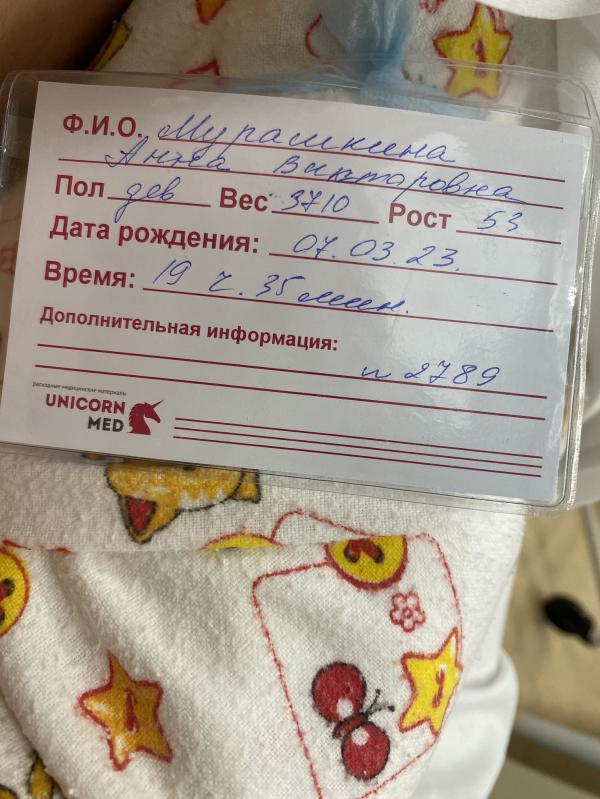 Ф.И.О. Мурашкина
Анна Викторовна
Пол дев Вес 3710 Рост 53
Дата рождения: 07.03.23.
Время: 19 ч. 35 мин.
Дополнительная информация:
и 2789
расходные медицинские материалы
UNICORN
MED